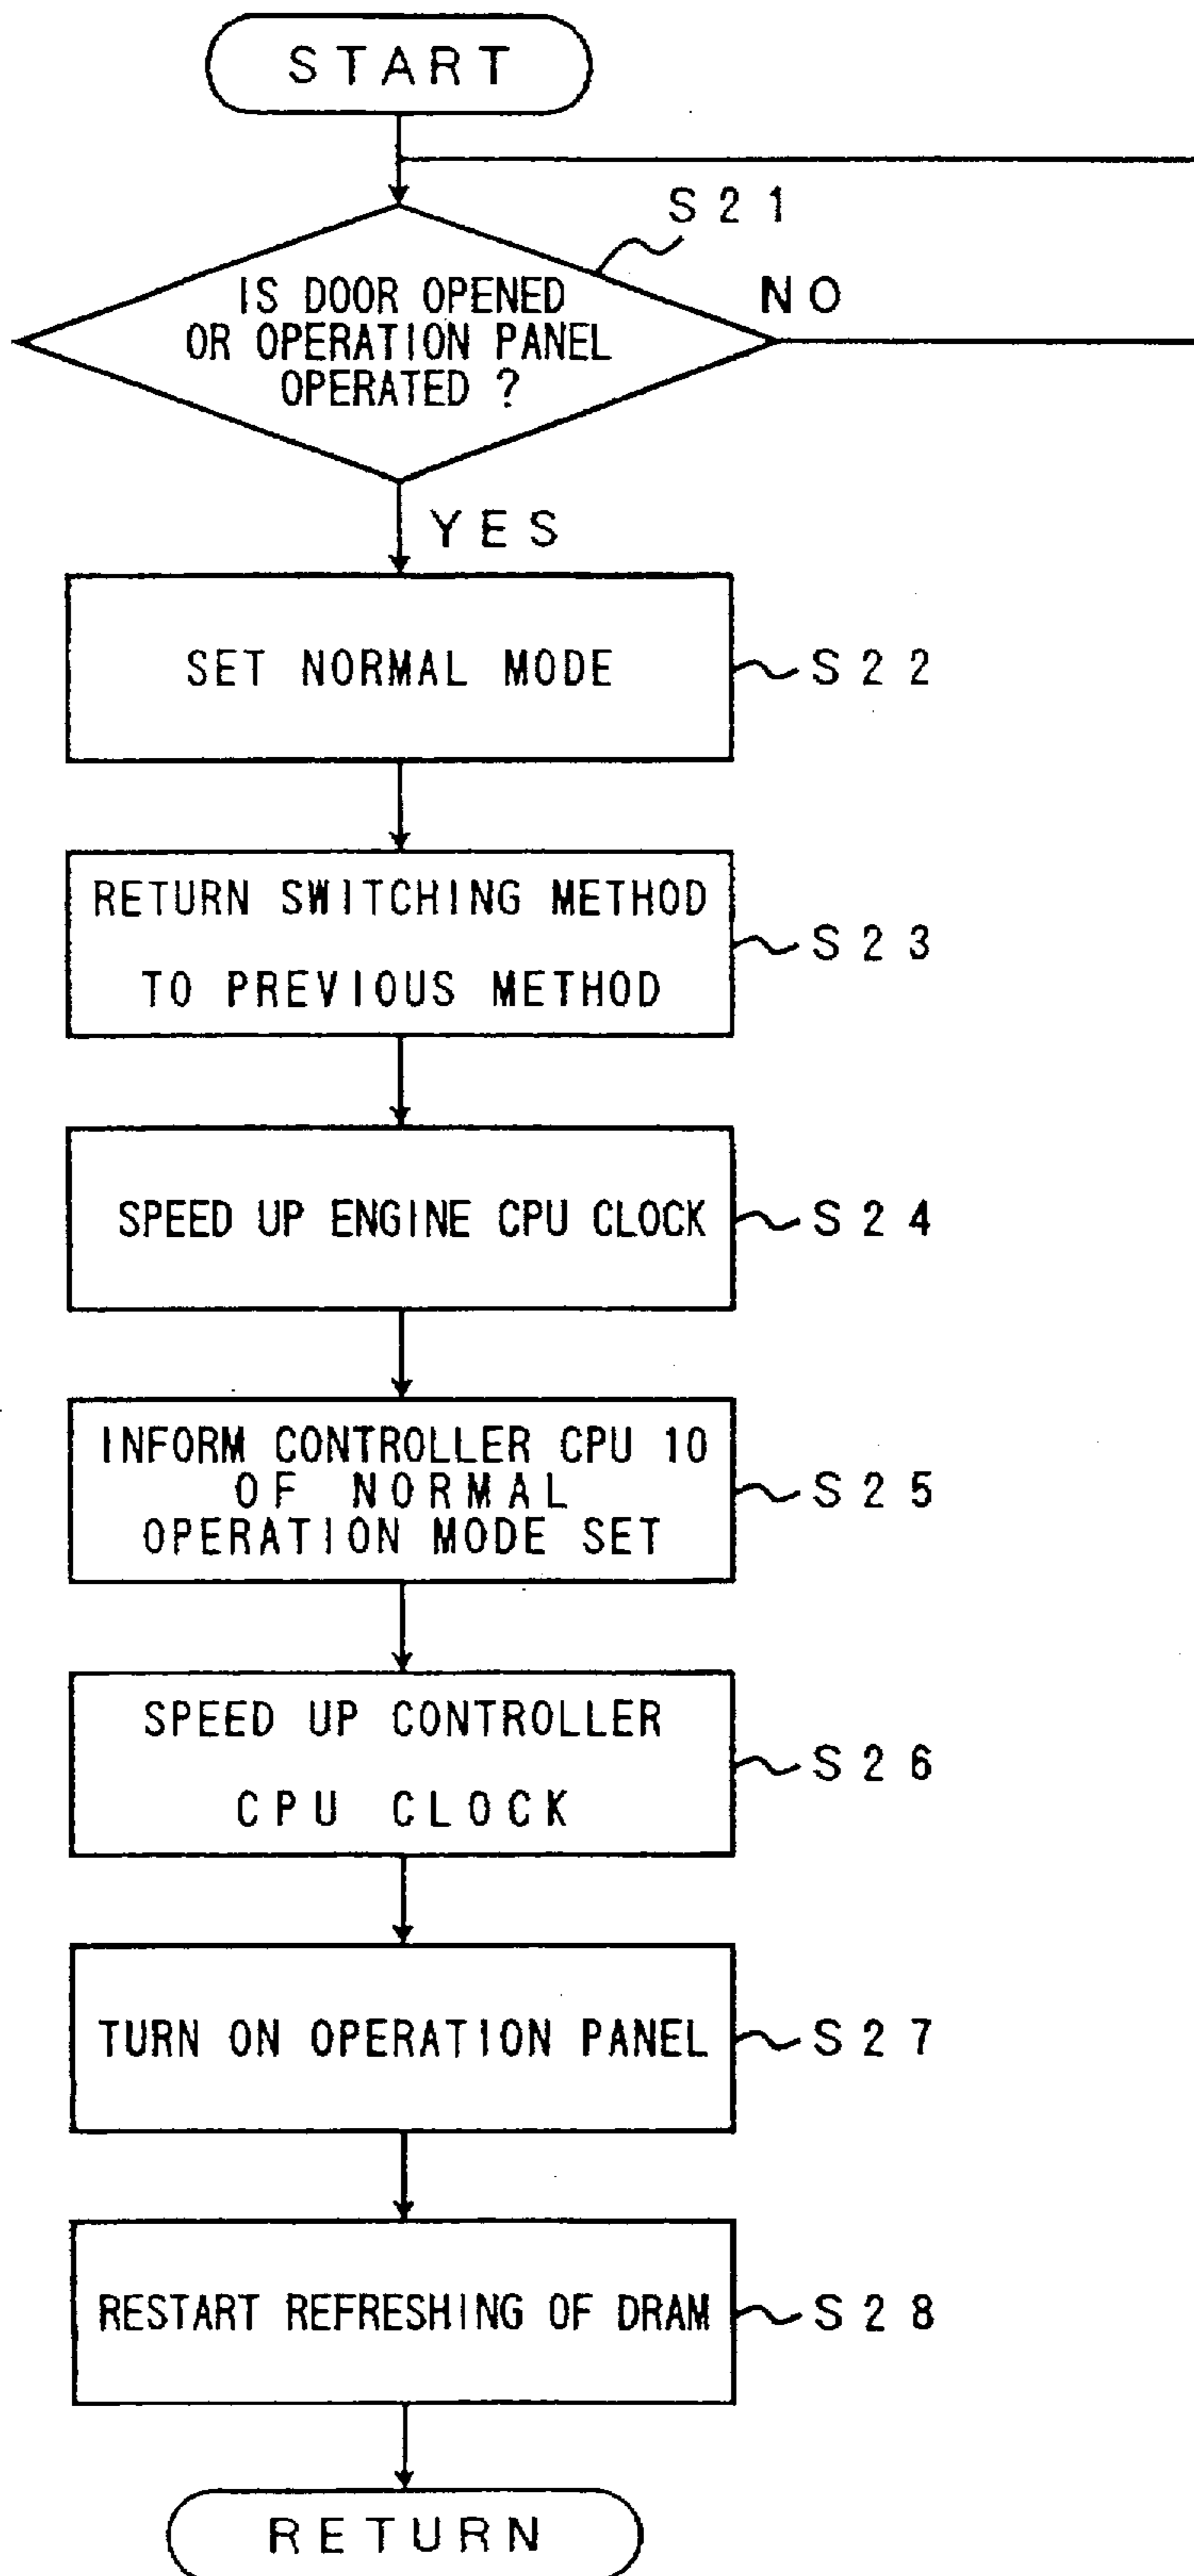 START
S21
IS DOOR OPENED
OR OPERATION PANEL
OPERATED ?
NO
YES
SET NORMAL MODE
S22
RETURN SWITCHING METHOD
TO PREVIOUS METHOD
S23
SPEED UP ENGINE CPU CLOCK
S24
INFORM CONTROLLER CPU 10
OF NORMAL
OPERATION MODE SET
S25
SPEED UP CONTROLLER
CPU CLOCK
S26
TURN ON OPERATION PANEL
S27
RESTART REFRESHING OF DRAM
S28
RETURN